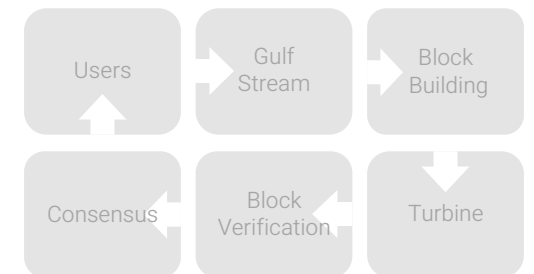 Users
Gulf
Stream
Block
Building
Consensus
Block
Verification
Turbine